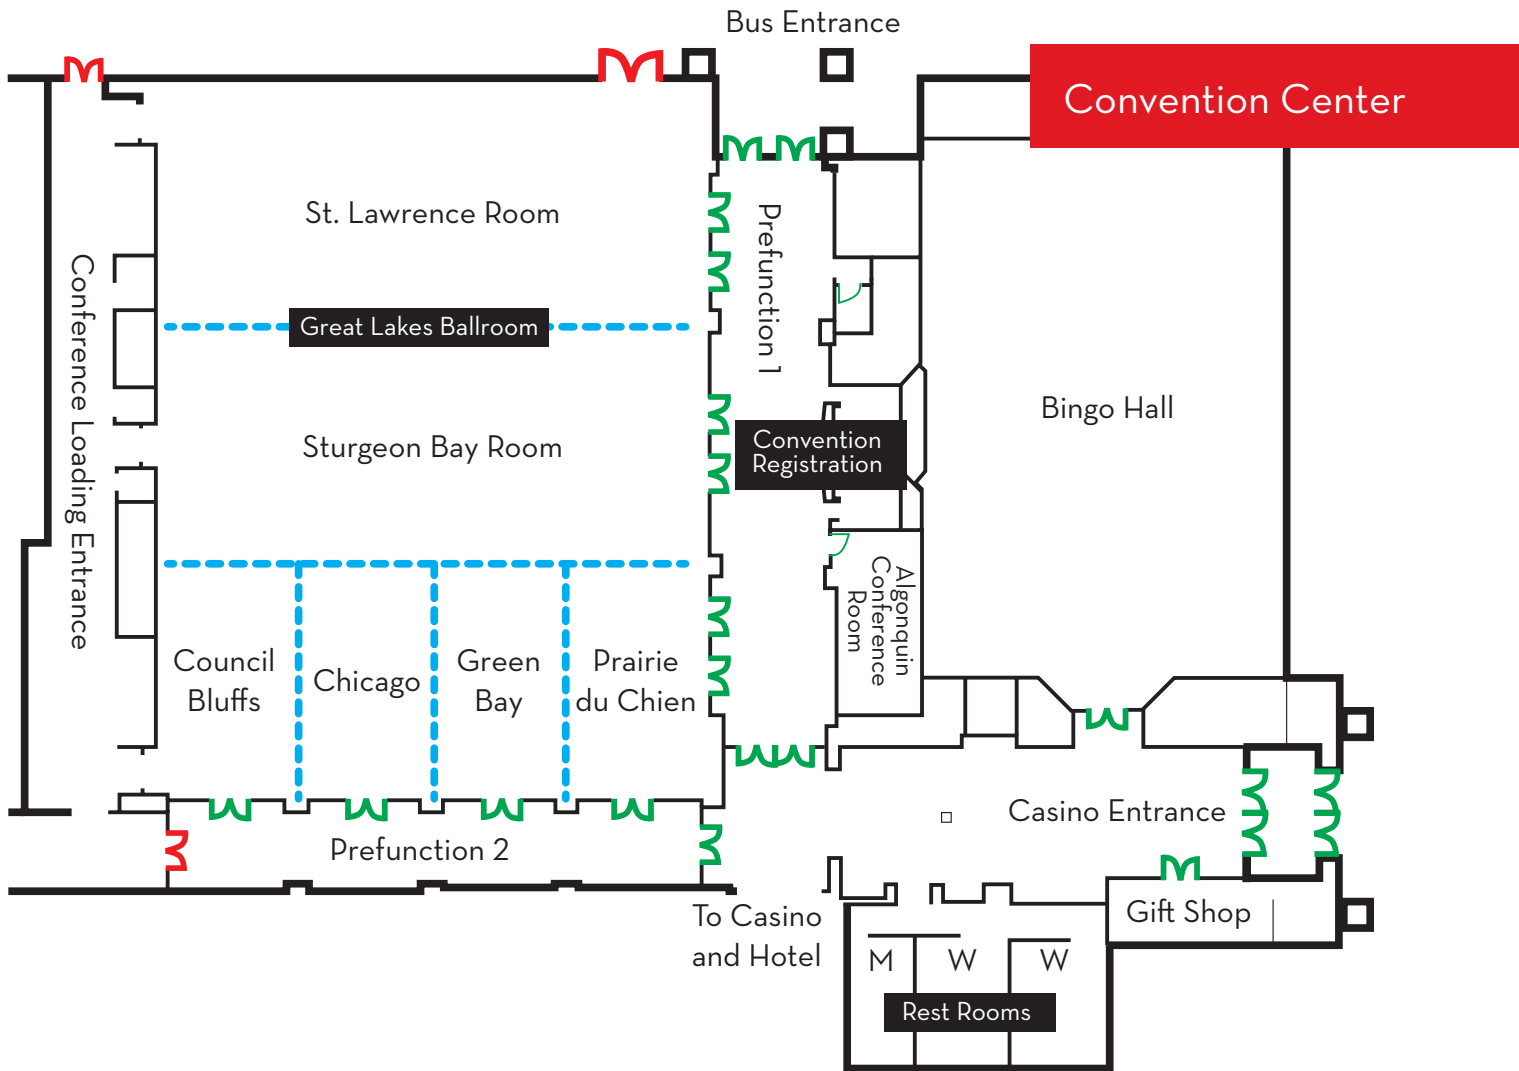 Bus Entrance
Convention Center
St. Lawrence Room
Prefunction 1
Conference Loading Entrance
Great Lakes Ballroom
Bingo Hall
Sturgeon Bay Room
Convention
Registration
Algonquin
Conference
Room
Council
Bluffs
Chicago
Green
Bay
Prairie
du Chien
Casino Entrance
Prefunction 2
To Casino
and Hotel
Gift Shop
M
W
W
Rest Rooms